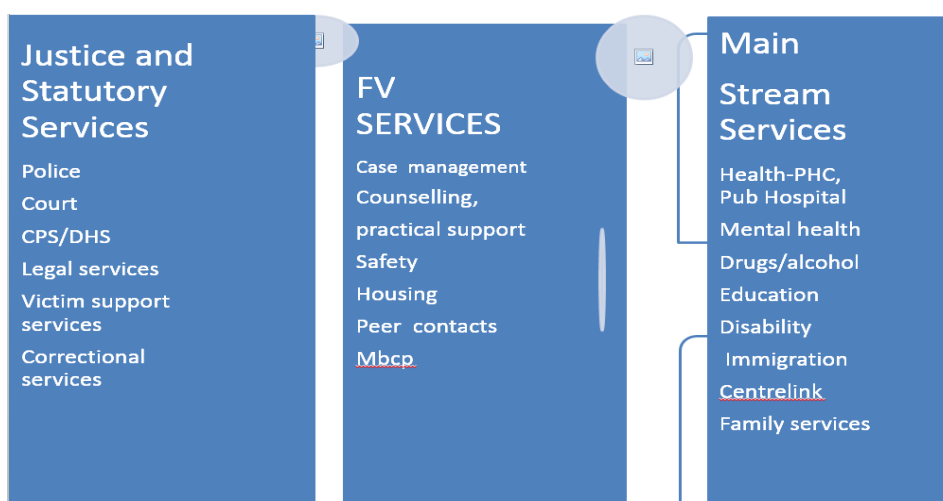 Justice and
Statutory
Services
Police
Court
CPS/DHS
Legal services
Victim support
services
Correctional
services
FV
SERVICES
Case management
Counselling,
practical support
Safety
Housing
Peer contacts
Mbcp
Main
Stream
Services
Health-PHC,
Pub Hospital
Mental health
Drugs/alcohol
Education
Disability
Immigration
Centrelink
Family services